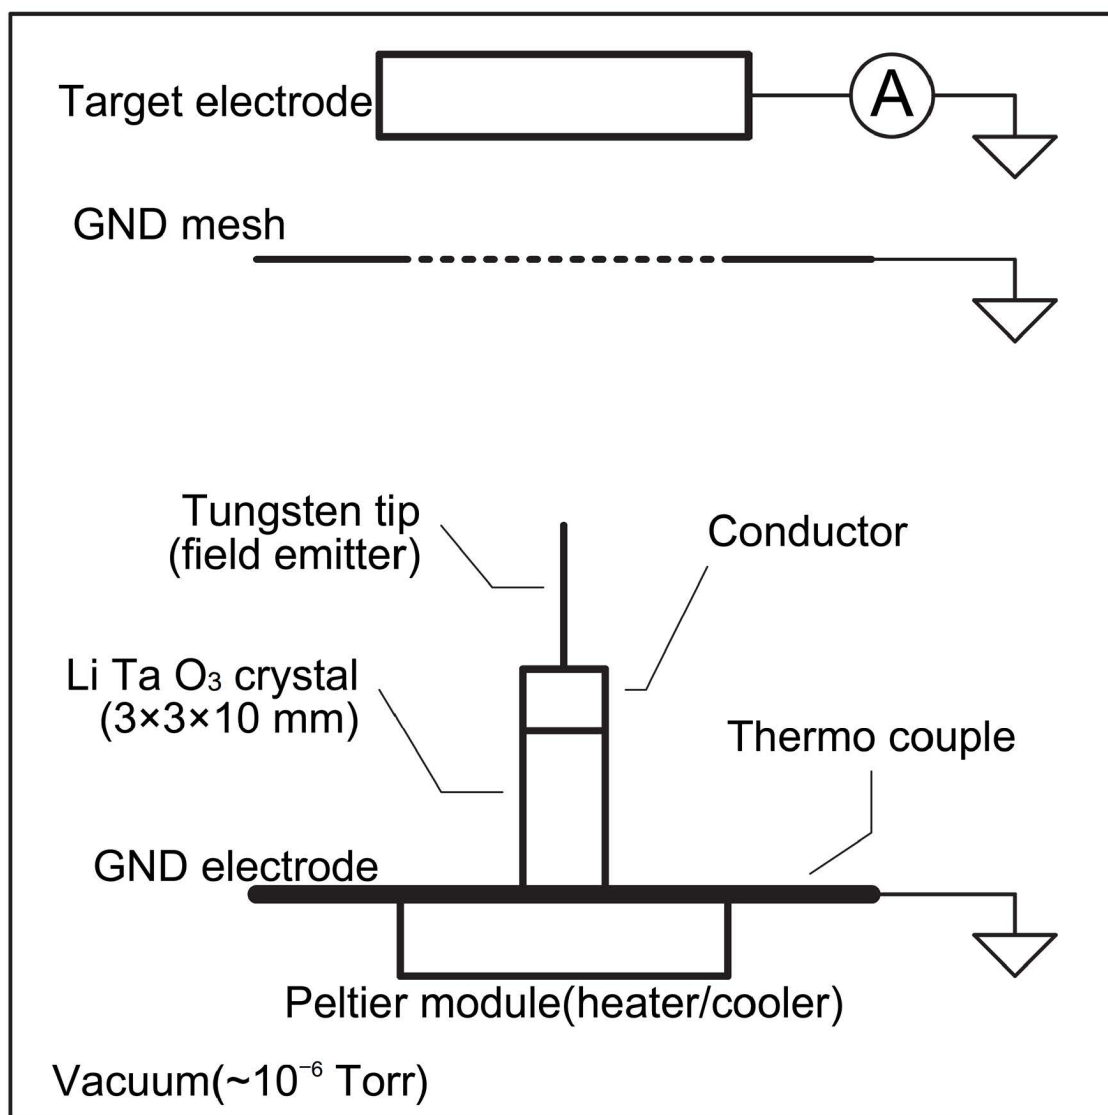 Target electrode
A
GND mesh
Tungsten tip
(field emitter)
Conductor
Li Ta O₃ crystal
(3×3×10 mm)
Thermo couple
GND electrode
Peltier module(heater/cooler)
Vacuum(~10⁻⁶ Torr)